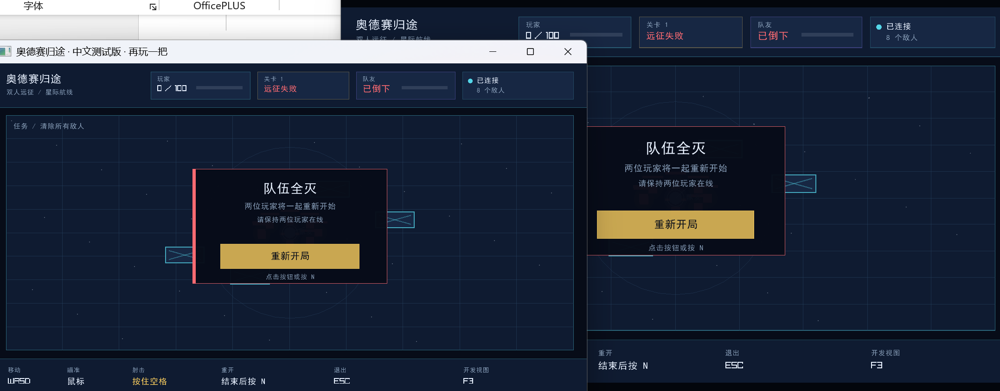 字体
OfficePLUS
奥德赛归途
双人远征 / 星际航线
玩家
0 / 100
关卡 1
远征失败
队友
已倒下
已连接
8 个敌人
奥德赛归途 · 中文测试版 · 再玩一把
奥德赛归途
双人远征 / 星际航线
玩家
0 / 100
关卡 1
远征失败
队友
已倒下
已连接
8 个敌人
任务 / 清除所有敌人
队伍全灭
两位玩家将一起重新开始
请保持两位玩家在线
重新开局
点击按钮或按 N
移动
WASD
瞄准
鼠标
射击
按住空格
重开
结束后按 N
退出
ESC
开发视图
F3
队伍全灭
两位玩家将一起重新开始
请保持两位玩家在线
重新开局
点击按钮或按 N
重开
结束后按 N
退出
ESC
开发视图
F3